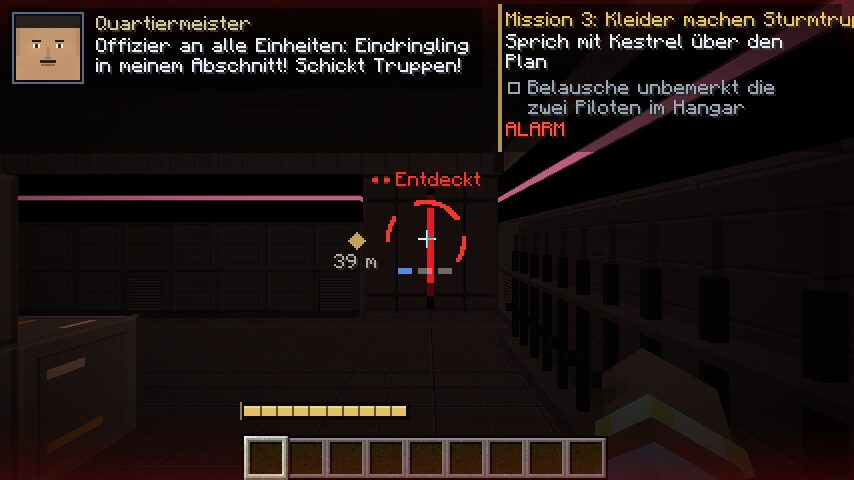 Quartiermeister
Offizier an alle Einheiten: Eindringling
in meinem Abschnitt! Schickt Truppen!
Mission 3: Kleider machen Sturmtrup
Sprich mit Kestrel über den
Plan
Belausche unbemerkt die
zwei Piloten im Hangar
ALARM
Entdeckt
39 m